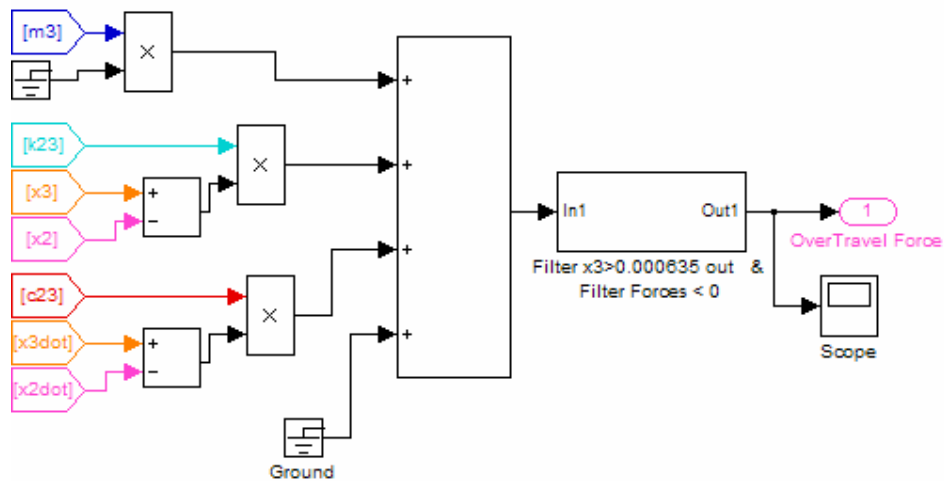 [m3]
×
+
[k23]
×
+
[x3]
+
−
[x2]
In1
Out1
1
OverTravel Force
Filter x3>0.000635 out &
Filter Forces < 0
+
[c23]
×
[x3dot]
+
−
[x2dot]
+
Scope
Ground